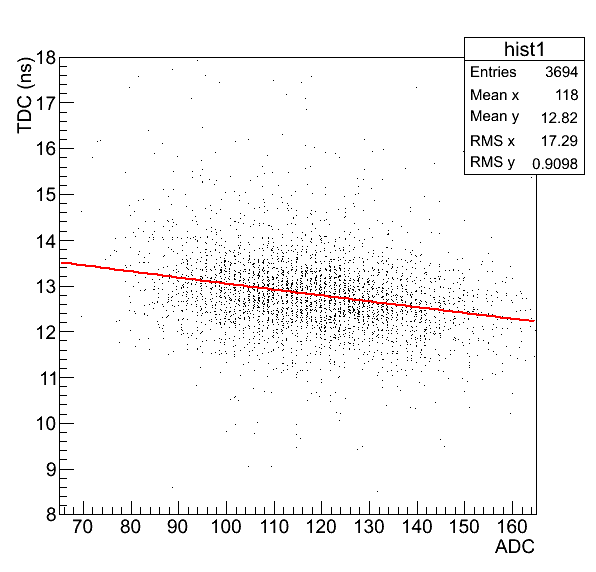 hist1
Entries 3694
Mean x 118
Mean y 12.82
RMS x 17.29
RMS y 0.9098
TDC (ns)
18
17
16
15
14
13
12
11
10
9
8
70 80 90 100 110 120 130 140 150 160
ADC